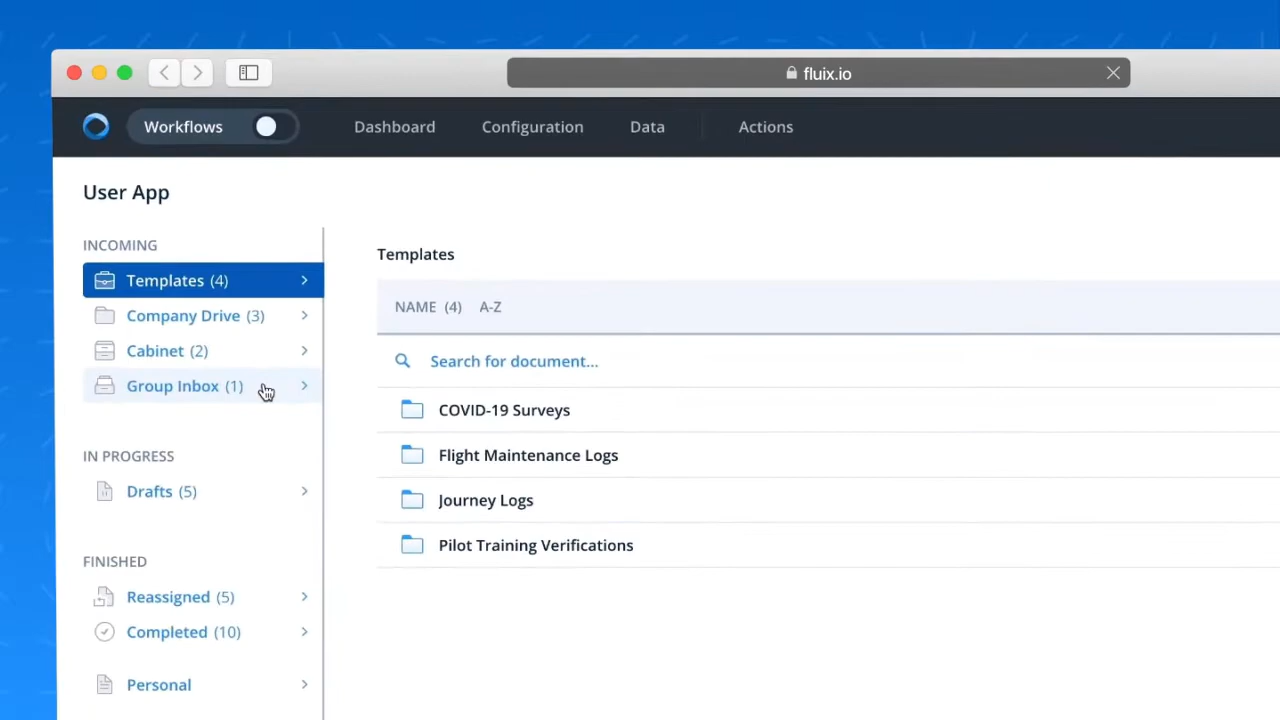 fluix.io
Workflows
Dashboard
Configuration
Data
Actions
User App
INCOMING
Templates (4)
Company Drive (3)
Cabinet (2)
Group Inbox (1)
IN PROGRESS
Drafts (5)
FINISHED
Reassigned (5)
Completed (10)
Personal
Templates
NAME (4) A-Z
Search for document...
COVID-19 Surveys
Flight Maintenance Logs
Journey Logs
Pilot Training Verifications